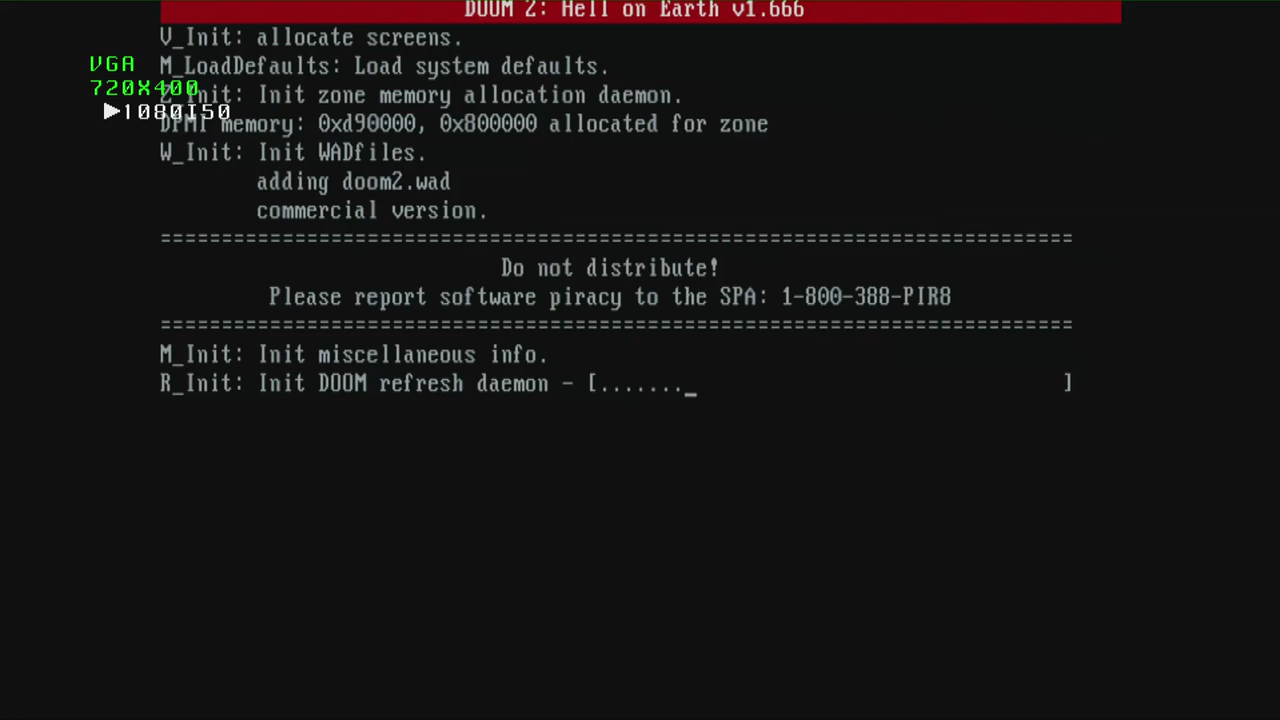 DOOM 2: Hell on Earth v1.666
V_Init: allocate screens.
VGA
M_LoadDefaults: Load system defaults.
720X400
Z_Init: Init zone memory allocation daemon.
▶1080I50
DPMI memory: 0xd90000, 0x800000 allocated for zone
W_Init: Init WADfiles.
adding doom2.wad
commercial version.
===========================================================================
Do not distribute!
Please report software piracy to the SPA: 1-800-388-PIR8
===========================================================================
M_Init: Init miscellaneous info.
R_Init: Init DOOM refresh daemon - [......._ ]